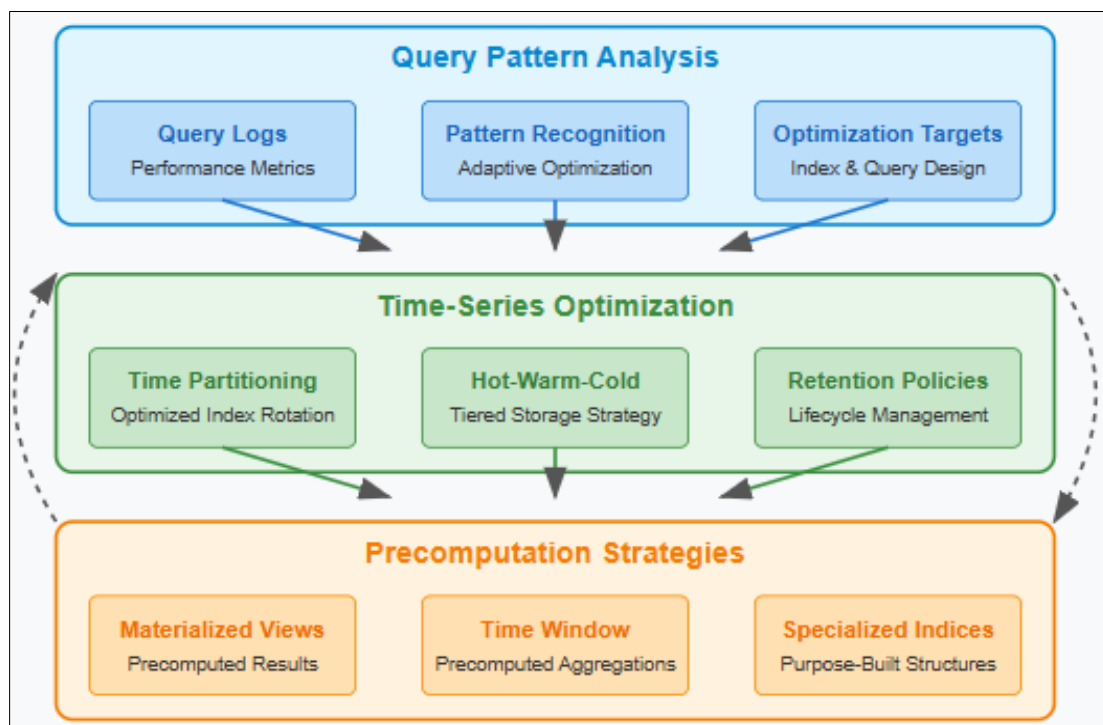 Query Pattern Analysis
Query Logs
Performance Metrics
Pattern Recognition
Adaptive Optimization
Optimization Targets
Index & Query Design
Time-Series Optimization
Time Partitioning
Optimized Index Rotation
Hot-Warm-Cold
Tiered Storage Strategy
Retention Policies
Lifecycle Management
Precomputation Strategies
Materialized Views
Precomputed Results
Time Window
Precomputed Aggregations
Specialized Indices
Purpose-Built Structures